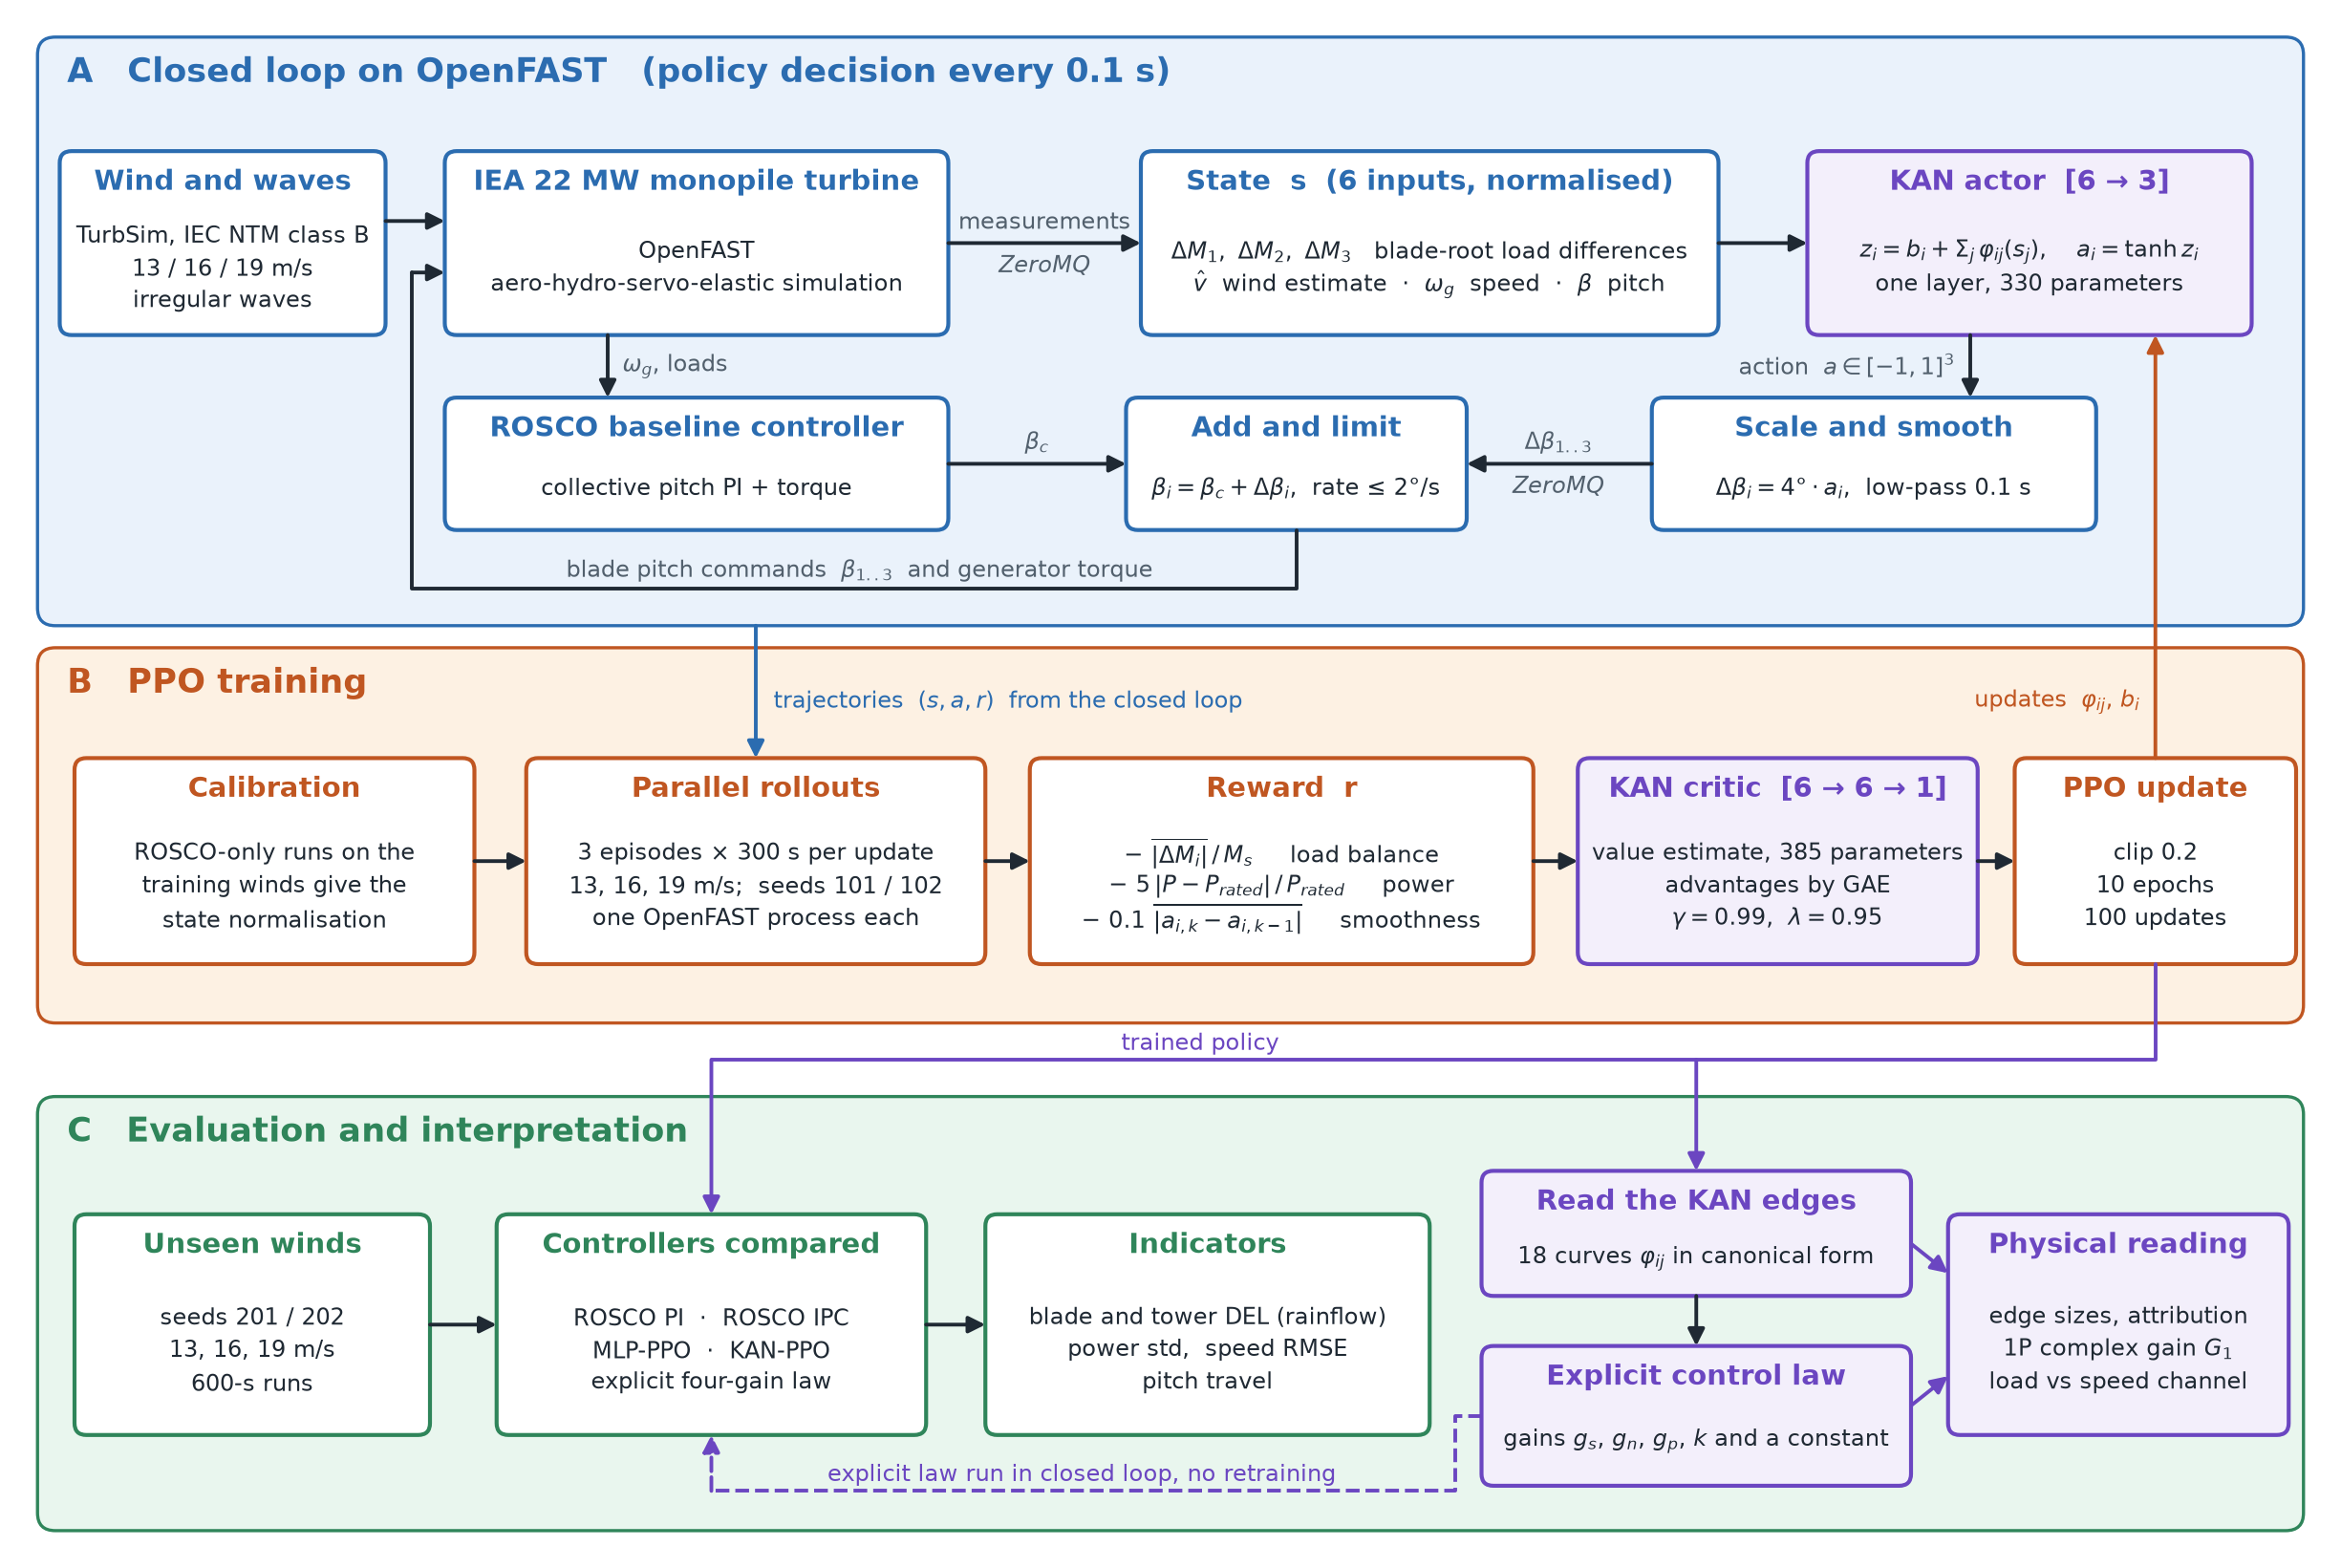 A Closed loop on OpenFAST (policy decision every 0.1 s)
Wind and waves
TurbSim, IEC NTM class B
13 / 16 / 19 m/s
irregular waves
IEA 22 MW monopile turbine
OpenFAST
aero-hydro-servo-elastic simulation
measurements
ZeroMQ
State s (6 inputs, normalised)
ΔM₁, ΔM₂, ΔM₃ blade-root load differences
v̂ wind estimate · ω_g speed · β pitch
KAN actor [6 → 3]
z_i = b_i + Σ_j φ_ij(s_j), a_i = tanh z_i
one layer, 330 parameters
ω_g, loads
action a ∈ [−1, 1]³
ROSCO baseline controller
collective pitch PI + torque
β_c
Add and limit
β_i = β_c + Δβ_i, rate ≤ 2°/s
Δβ_1..3
ZeroMQ
Scale and smooth
Δβ_i = 4° · a_i, low-pass 0.1 s
blade pitch commands β_1..3 and generator torque
B PPO training
trajectories (s, a, r) from the closed loop
updates φ_ij, b_i
Calibration
ROSCO-only runs on the
training winds give the
state normalisation
Parallel rollouts
3 episodes × 300 s per update
13, 16, 19 m/s; seeds 101 / 102
one OpenFAST process each
Reward r
− \overline{|ΔM_i|} / M_s load balance
− 5 |P − P_rated| / P_rated power
− 0.1 \overline{|a_{i,k} − a_{i,k−1}|} smoothness
KAN critic [6 → 6 → 1]
value estimate, 385 parameters
advantages by GAE
γ = 0.99, λ = 0.95
PPO update
clip 0.2
10 epochs
100 updates
trained policy
C Evaluation and interpretation
Unseen winds
seeds 201 / 202
13, 16, 19 m/s
600-s runs
Controllers compared
ROSCO PI · ROSCO IPC
MLP-PPO · KAN-PPO
explicit four-gain law
Indicators
blade and tower DEL (rainflow)
power std, speed RMSE
pitch travel
Read the KAN edges
18 curves φ_ij in canonical form
Explicit control law
gains g_s, g_n, g_p, k and a constant
Physical reading
edge sizes, attribution
1P complex gain G₁
load vs speed channel
explicit law run in closed loop, no retraining